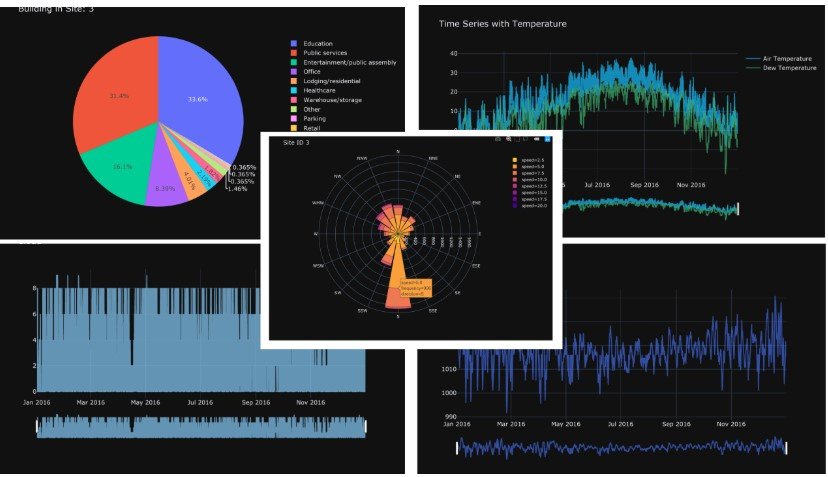 Building in Site: 3
Education
Public services
Entertainment/public assembly
Office
Lodging/residential
Healthcare
Warehouse/storage
Other
Parking
Retail
31.4%
33.6%
16.1%
8.39%
4.01%
0.365%
0.365%
0.365%
1.46%
Time Series with Temperature
40
30
20
10
0
Air Temperature
Dew Temperature
Jul 2016
Sep 2016
Nov 2016
Site ID 3
N
NNE
NE
ENE
E
ESE
SE
SSE
S
SSW
SW
WSW
W
WNW
NW
NNW
speed=2.5
speed=5.0
speed=7.5
speed=10.0
speed=12.5
speed=15.0
speed=17.5
speed=20.0
8
6
4
2
0
Jan 2016
Mar 2016
May 2016
Jul 2016
Sep 2016
Nov 2016
1010
1000
990
Jan 2016
Mar 2016
May 2016
Jul 2016
Sep 2016
Nov 2016